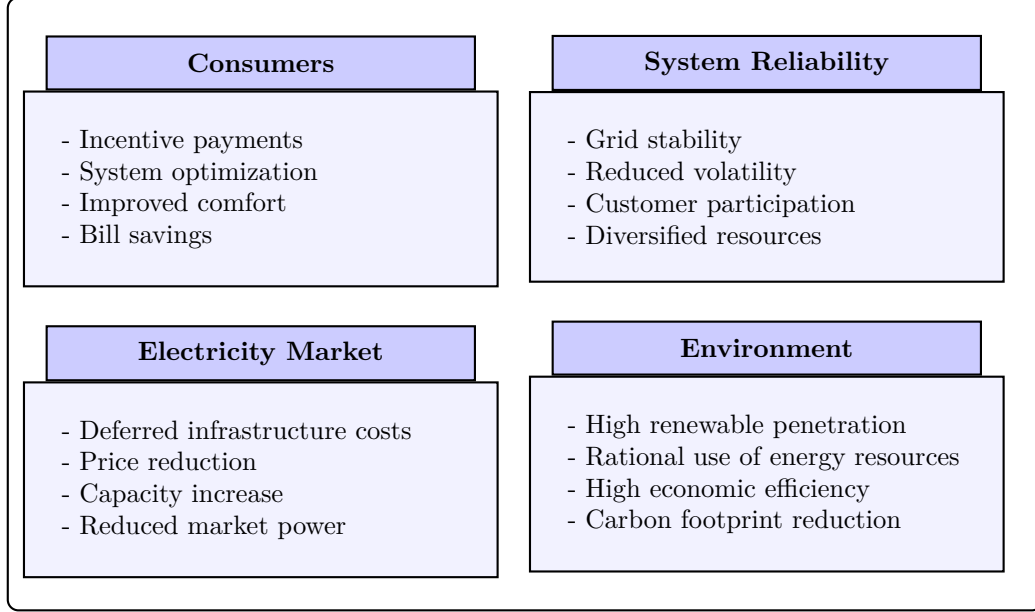 Consumers
- Incentive payments
- System optimization
- Improved comfort
- Bill savings
System Reliability
- Grid stability
- Reduced volatility
- Customer participation
- Diversified resources
Electricity Market
- Deferred infrastructure costs
- Price reduction
- Capacity increase
- Reduced market power
Environment
- High renewable penetration
- Rational use of energy resources
- High economic efficiency
- Carbon footprint reduction